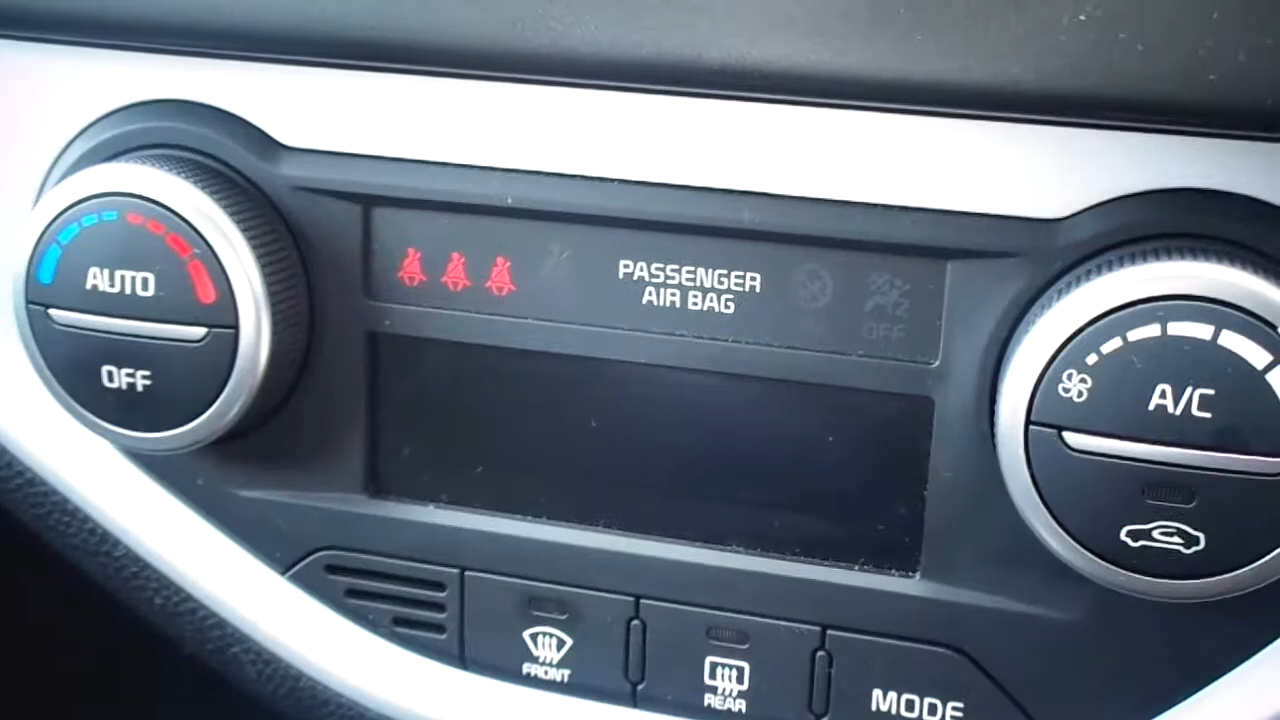 AUTO
OFF
PASSENGER
AIR BAG
OFF
A/C
FRONT
REAR
MODE